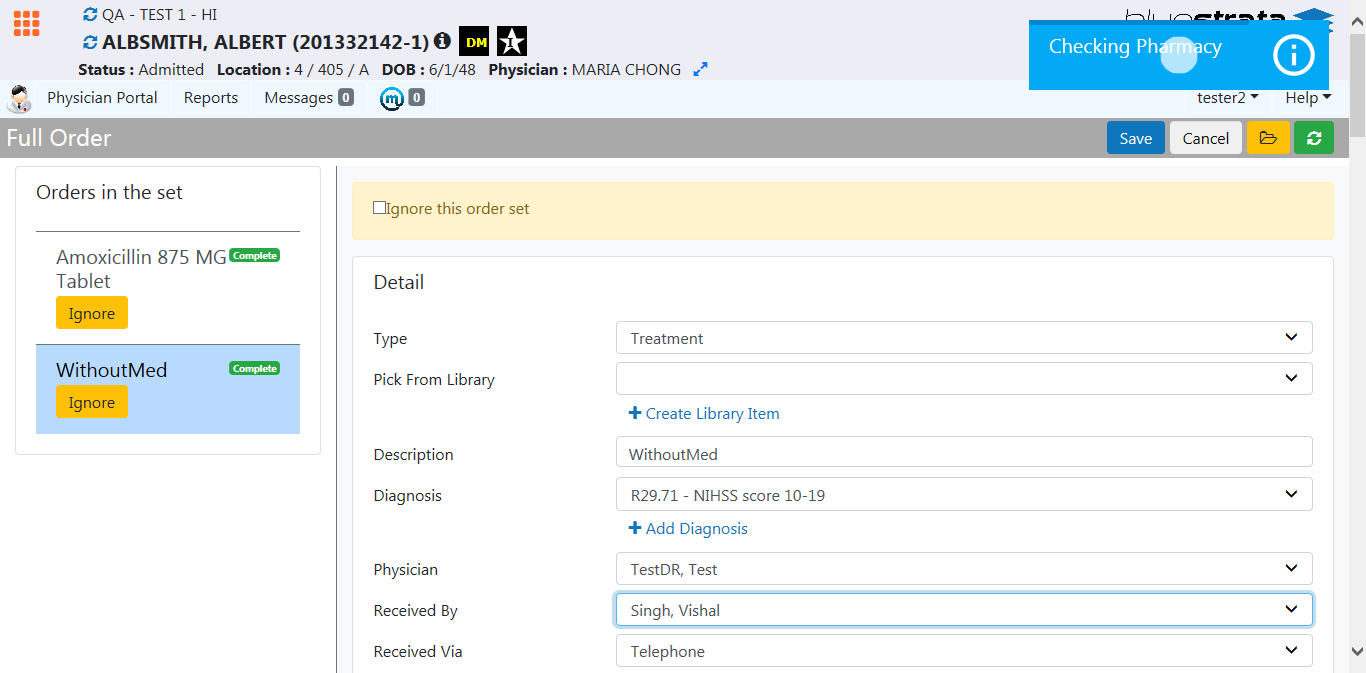 QA - TEST 1 - HI
ALBSMITH, ALBERT (201332142-1) DM I
Status : Admitted Location : 4 / 405 / A DOB : 6/1/48 Physician : MARIA CHONG
Checking Pharmacy
Physician Portal Reports Messages 0 m 0 tester2 Help
Full Order Save Cancel
Orders in the set
Amoxicillin 875 MG Complete
Tablet
Ignore
WithoutMed Complete
Ignore
Ignore this order set
Detail
Type Treatment
Pick From Library
Create Library Item
Description WithoutMed
Diagnosis R29.71 - NIHSS score 10-19
Add Diagnosis
Physician TestDR, Test
Received By Singh, Vishal
Received Via Telephone